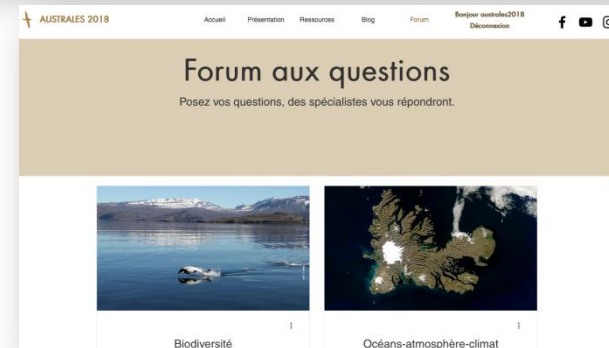 AUSTRALES 2018
Accueil Présentation Ressources Blog Forum
Bonjour australes2018
Déconnexion
Forum aux questions
Posez vos questions, des spécialistes vous répondront.
Biodiversité
Océans-atmosphère-climat